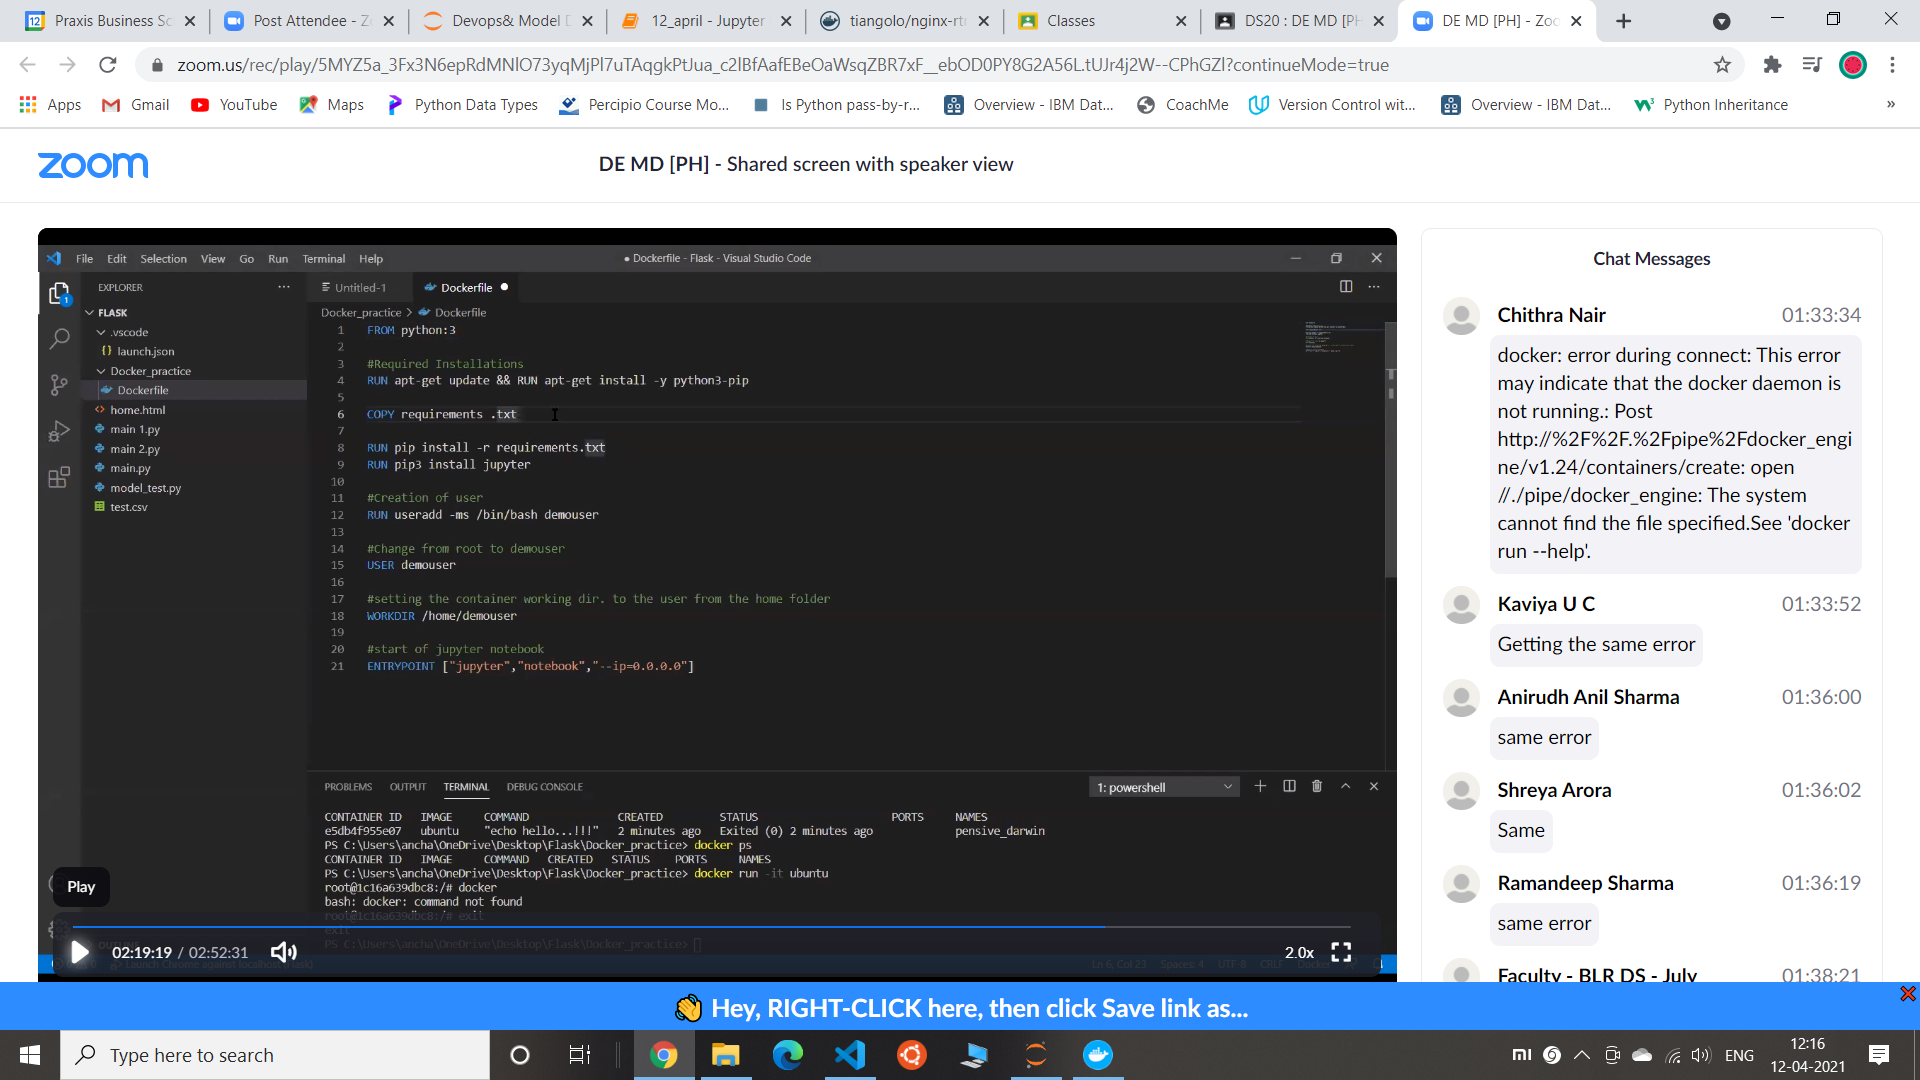 Praxis Business Sc
Post Attendee - Z
Devops& Model D
12_april - Jupyter
tiangolo/nginx-rtm
Classes
DS20 : DE MD [PH
DE MD [PH] - Zoo
zoom.us/rec/play/5MYZ5a_3Fx3N6epRdMNlO73yqMjPl7uTAqgkPtJua_c2lBfAafEBeOaWsqZBR7xF__ebOD0PY8G2A56L.tUJr4j2W--CPhGZl?continueMode=true
Apps
Gmail
YouTube
Maps
Python Data Types
Percipio Course Mo...
Is Python pass-by-r...
Overview - IBM Dat...
CoachMe
Version Control wit...
Overview - IBM Dat...
Python Inheritance
»
zoom
DE MD [PH] - Shared screen with speaker view
File Edit Selection View Go Run Terminal Help
● Dockerfile - Flask - Visual Studio Code
EXPLORER
FLASK
.vscode
launch.json
Docker_practice
Dockerfile
home.html
main 1.py
main 2.py
main.py
model_test.py
test.csv
1
Untitled-1
Dockerfile
Docker_practice > Dockerfile
1 FROM python:3
2
3 #Required Installations
4 RUN apt-get update && RUN apt-get install -y python3-pip
5
6 COPY requirements .txt
7
8 RUN pip install -r requirements.txt
9 RUN pip3 install jupyter
10
11 #Creation of user
12 RUN useradd -ms /bin/bash demouser
13
14 #Change from root to demouser
15 USER demouser
16
17 #setting the container working dir. to the user from the home folder
18 WORKDIR /home/demouser
19
20 #start of jupyter notebook
21 ENTRYPOINT ["jupyter","notebook","--ip=0.0.0.0"]
PROBLEMS OUTPUT TERMINAL DEBUG CONSOLE
1: powershell
CONTAINER ID IMAGE COMMAND CREATED STATUS PORTS NAMES
e5db4f955e07 ubuntu "echo hello...!!!" 2 minutes ago Exited (0) 2 minutes ago pensive_darwin
PS C:\Users\ancha\OneDrive\Desktop\Flask\Docker_practice> docker ps
CONTAINER ID IMAGE COMMAND CREATED STATUS PORTS NAMES
PS C:\Users\ancha\OneDrive\Desktop\Flask\Docker_practice> docker run -it ubuntu
root@1c16a639dbc8:/# docker
bash: docker: command not found
root@1c16a639dbc8:/# exit
exit
PS C:\Users\ancha\OneDrive\Desktop\Flask\Docker_practice>
Ln 6, Col 23 Spaces: 4 UTF-8 CRLF
Play
02:19:19 / 02:52:31
2.0x
Chat Messages
Chithra Nair 01:33:34
docker: error during connect: This error
may indicate that the docker daemon is
not running.: Post
http://%2F%2F.%2Fpipe%2Fdocker_engi
ne/v1.24/containers/create: open
//./pipe/docker_engine: The system
cannot find the file specified.See 'docker
run --help'.
Kaviya U C 01:33:52
Getting the same error
Anirudh Anil Sharma 01:36:00
same error
Shreya Arora 01:36:02
Same
Ramandeep Sharma 01:36:19
same error
Faculty - BLR DS - July 01:38:21
Hey, RIGHT-CLICK here, then click Save link as...
Type here to search
ENG
12:16
12-04-2021